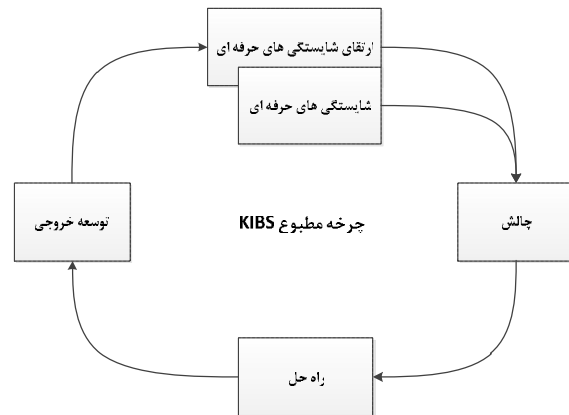 ارتقای شایستگی های حرفه ای
شایستگی های حرفه ای
چالش
چرخه مطبوع KIBS
توسعه خروجی
راه حل